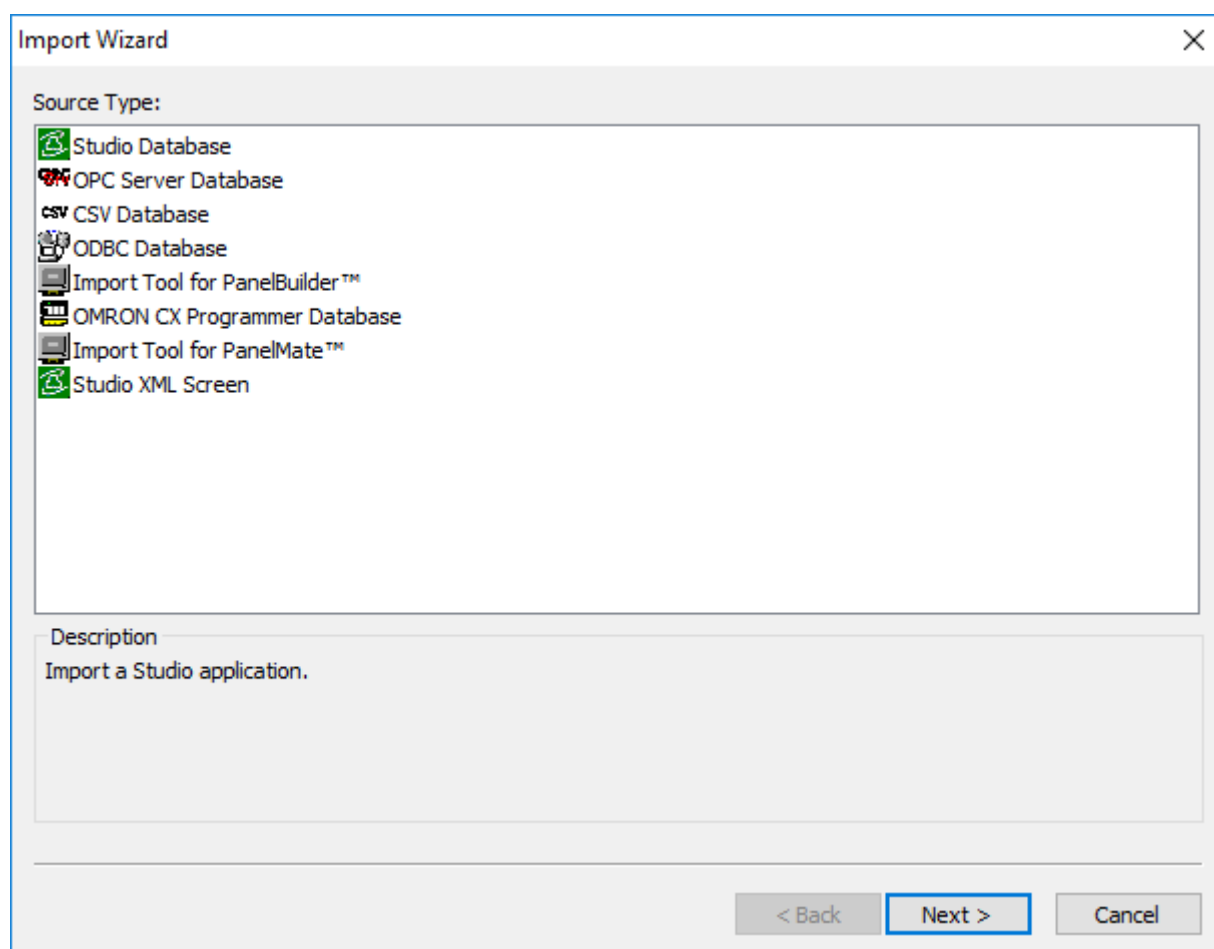 Import Wizard
Source Type:
Studio Database
OPC Server Database
CSV CSV Database
ODBC Database
Import Tool for PanelBuilder™
OMRON CX Programmer Database
Import Tool for PanelMate™
Studio XML Screen
Description
Import a Studio application.
< Back Next > Cancel